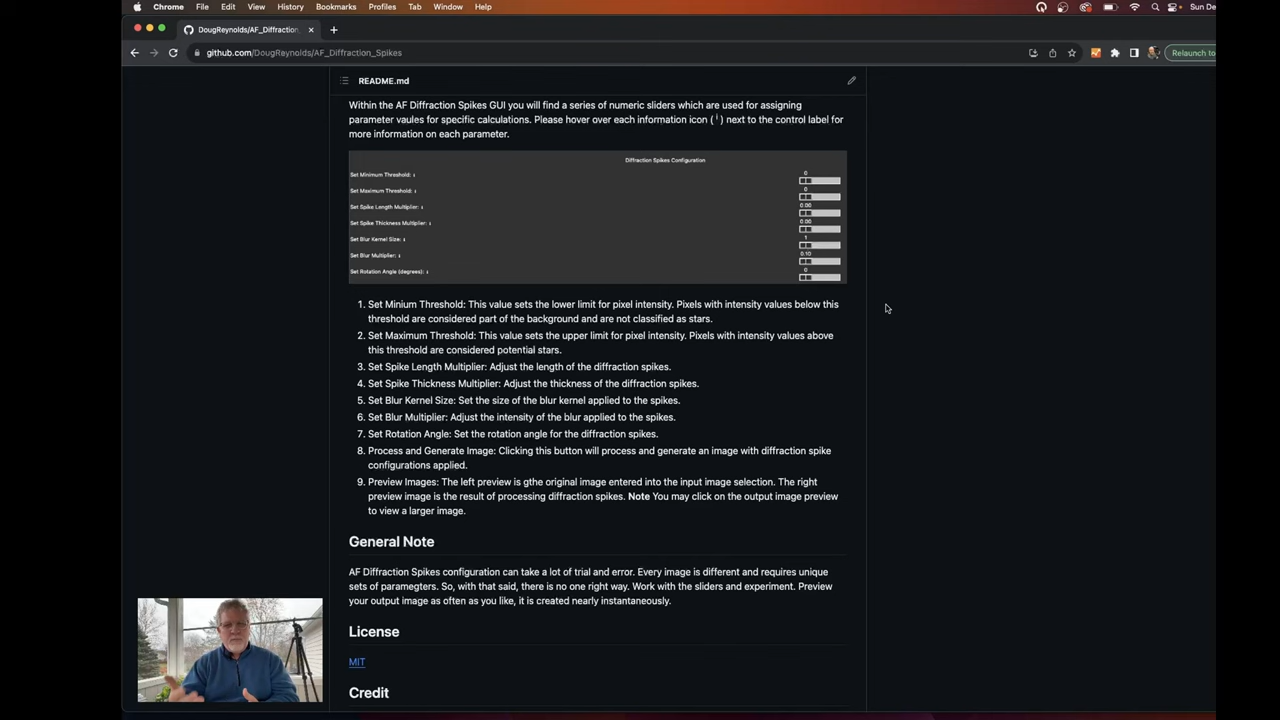 Chrome File Edit View History Bookmarks Profiles Tab Window Help Sun De
DougReynolds/AF_Diffraction_
github.com/DougReynolds/AF_Diffraction_Spikes
Relaunch to
README.md
Within the AF Diffraction Spikes GUI you will find a series of numeric sliders which are used for assigning
parameter vaules for specific calculations. Please hover over each information icon ( i ) next to the control label for
more information on each parameter.
Diffraction Spikes Configuration
Set Minimum Threshold: i 0
Set Maximum Threshold: i 0
Set Spike Length Multiplier: i 0.00
Set Spike Thickness Multiplier: i 0.00
Set Blur Kernel Size: i 1
Set Blur Multiplier: i 0.10
Set Rotation Angle (degrees): i 0
1. Set Minium Threshold: This value sets the lower limit for pixel intensity. Pixels with intensity values below this
threshold are considered part of the background and are not classified as stars.
2. Set Maximum Threshold: This value sets the upper limit for pixel intensity. Pixels with intensity values above
this threshold are considered potential stars.
3. Set Spike Length Multiplier: Adjust the length of the diffraction spikes.
4. Set Spike Thickness Multiplier: Adjust the thickness of the diffraction spikes.
5. Set Blur Kernel Size: Set the size of the blur kernel applied to the spikes.
6. Set Blur Multiplier: Adjust the intensity of the blur applied to the spikes.
7. Set Rotation Angle: Set the rotation angle for the diffraction spikes.
8. Process and Generate Image: Clicking this button will process and generate an image with diffraction spike
configurations applied.
9. Preview Images: The left preview is gthe original image entered into the input image selection. The right
preview image is the result of processing diffraction spikes. Note You may click on the output image preview
to view a larger image.
General Note
AF Diffraction Spikes configuration can take a lot of trial and error. Every image is different and requires unique
sets of paramegters. So, with that said, there is no one right way. Work with the sliders and experiment. Preview
your output image as often as you like, it is created nearly instantaneously.
License
MIT
Credit